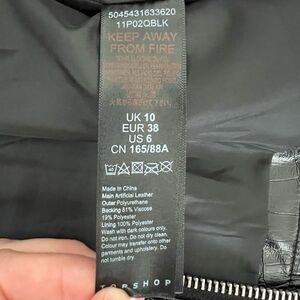 5045431633620
11P02QBLK
KEEP AWAY
FROM FIRE
UK 10
EUR 38
US 6
CN 165/88A
Made In China
Main Artificial Leather
Outer Polyurethane
Backing 81% Viscose
19% Polyester
Lining 100% Polyester
Wash with dark colours only.
Do not iron. Do not dry clean.
Colour may transfer onto other
garments and upholstery. Do
not tumble dry.
TOPSHOP